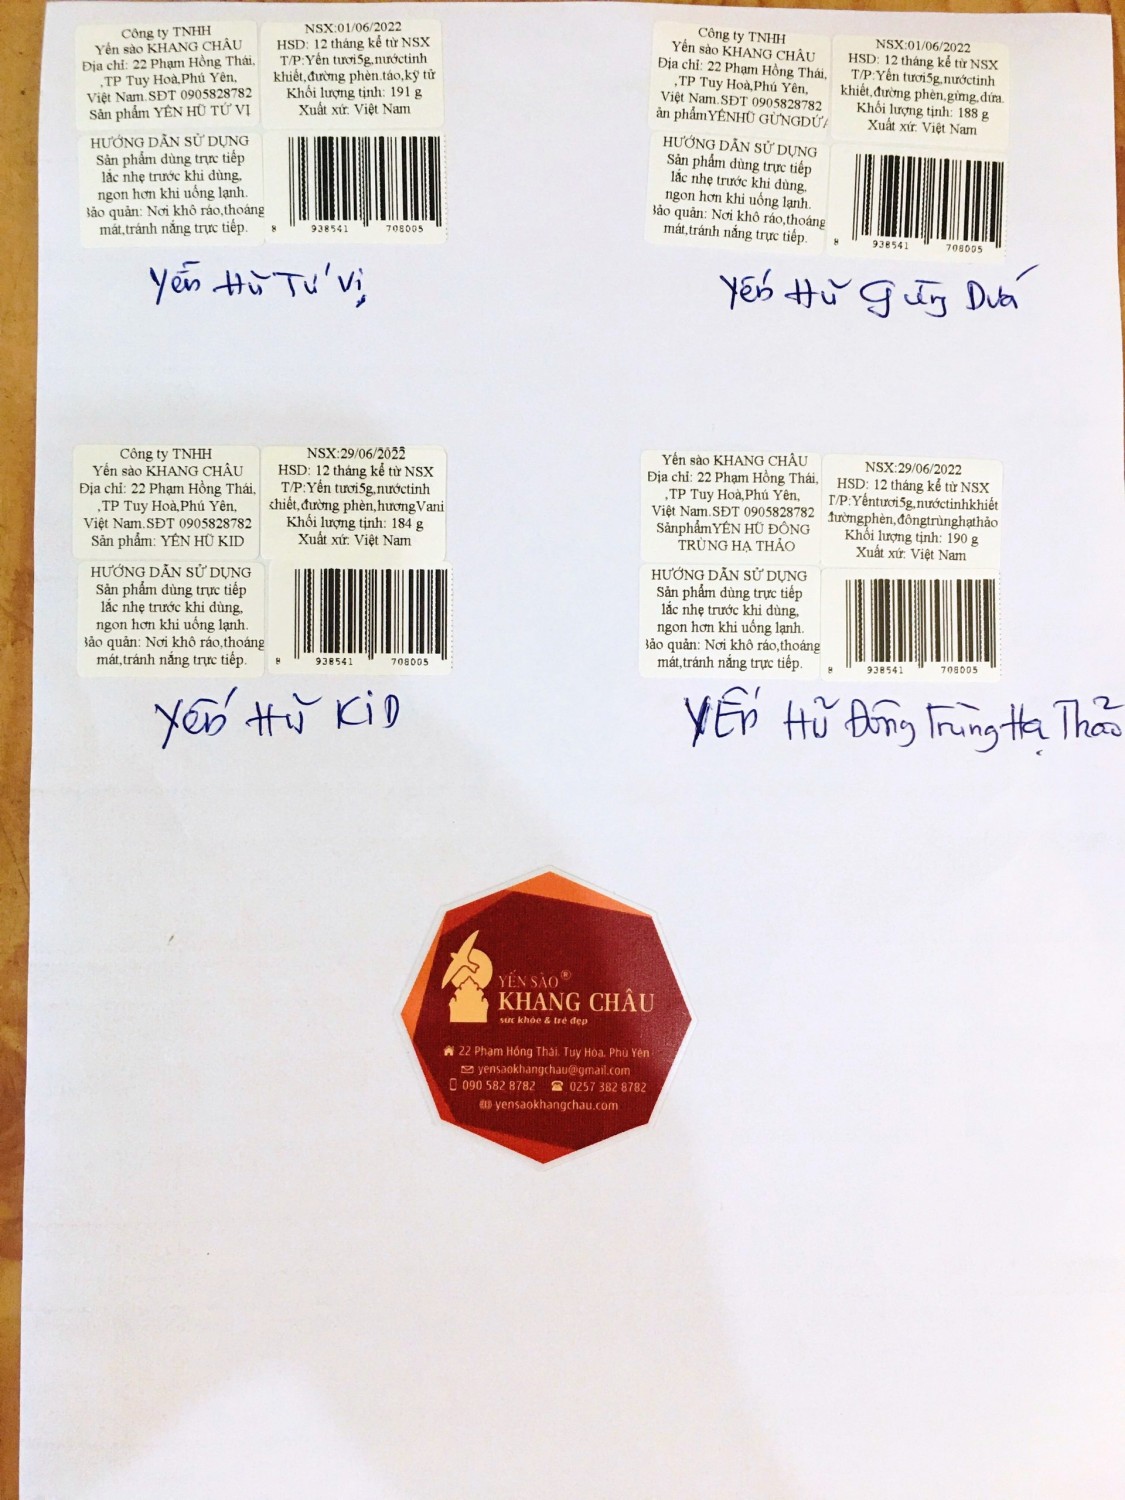 Công ty TNHH
Yến sào KHANG CHÂU
Địa chỉ: 22 Phạm Hồng Thái,
,TP Tuy Hoà,Phú Yên,
Việt Nam.SĐT 0905828782
Sản phẩm YẾN HŨ TỨ VỊ
NSX:01/06/2022
HSD: 12 tháng kể từ NSX
T/P:Yến tươi5g,nướctinh
khiết,đường phèn.táo,kỹ tử
Khối lượng tịnh: 191 g
Xuất xứ: Việt Nam
HƯỚNG DẪN SỬ DỤNG
Sản phẩm dùng trực tiếp
lắc nhẹ trước khi dùng,
ngon hơn khi uống lạnh.
Bảo quản: Nơi khô ráo,thoáng
mát,tránh nắng trực tiếp.
8 938541 708005
Yến Hũ Tứ Vị
Công ty TNHH
Yến sào KHANG CHÂU
Địa chỉ: 22 Phạm Hồng Thái,
,TP Tuy Hoà,Phú Yên,
Việt Nam.SĐT 0905828782
ản phẩmYẾNHŨ GỪNGDỨA
NSX:01/06/2022
HSD: 12 tháng kể từ NSX
T/P:Yến tươi5g,nướctinh
khiết,đường phèn,gừng,dứa.
Khối lượng tịnh: 188 g
Xuất xứ: Việt Nam
HƯỚNG DẪN SỬ DỤNG
Sản phẩm dùng trực tiếp
lắc nhẹ trước khi dùng,
ngon hơn khi uống lạnh.
Bảo quản: Nơi khô ráo,thoáng
mát,tránh nắng trực tiếp.
8 938541 708005
Yến Hũ Gừng Dứa
Công ty TNHH
Yến sào KHANG CHÂU
Địa chỉ: 22 Phạm Hồng Thái,
,TP Tuy Hoà,Phú Yên,
Việt Nam.SĐT 0905828782
Sản phẩm: YẾN HŨ KID
NSX:29/06/2022
HSD: 12 tháng kể từ NSX
T/P:Yến tươi5g,nướctinh
khiết,đường phèn,hươngVani
Khối lượng tịnh: 184 g
Xuất xứ: Việt Nam
HƯỚNG DẪN SỬ DỤNG
Sản phẩm dùng trực tiếp
lắc nhẹ trước khi dùng,
ngon hơn khi uống lạnh.
Bảo quản: Nơi khô ráo,thoáng
mát,tránh nắng trực tiếp.
8 938541 708005
Yến Hũ KiD
Yến sào KHANG CHÂU
Địa chỉ: 22 Phạm Hồng Thái,
,TP Tuy Hoà,Phú Yên,
Việt Nam.SĐT 0905828782
SảnphẩmYẾN HŨ ĐÔNG
TRÙNG HẠ THẢO
NSX:29/06/2022
HSD: 12 tháng kể từ NSX
T/P:Yếntươi5g,nướctinhkhiết
đườngphèn,đôngtrùnghạthảo
Khối lượng tịnh: 190 g
Xuất xứ: Việt Nam
HƯỚNG DẪN SỬ DỤNG
Sản phẩm dùng trực tiếp
lắc nhẹ trước khi dùng,
ngon hơn khi uống lạnh.
Bảo quản: Nơi khô ráo,thoáng
mát,tránh nắng trực tiếp.
8 938541 708005
YẾn Hũ Đông Trùng Hạ Thảo
YẾN SÀO®
KHANG CHÂU
sức khỏe & trẻ đẹp
22 Phạm Hồng Thái. Tuy Hòa. Phú Yên
yensaokhangchau@gmail.com
090 582 8782 0257 382 8782
yensaokhangchau.com